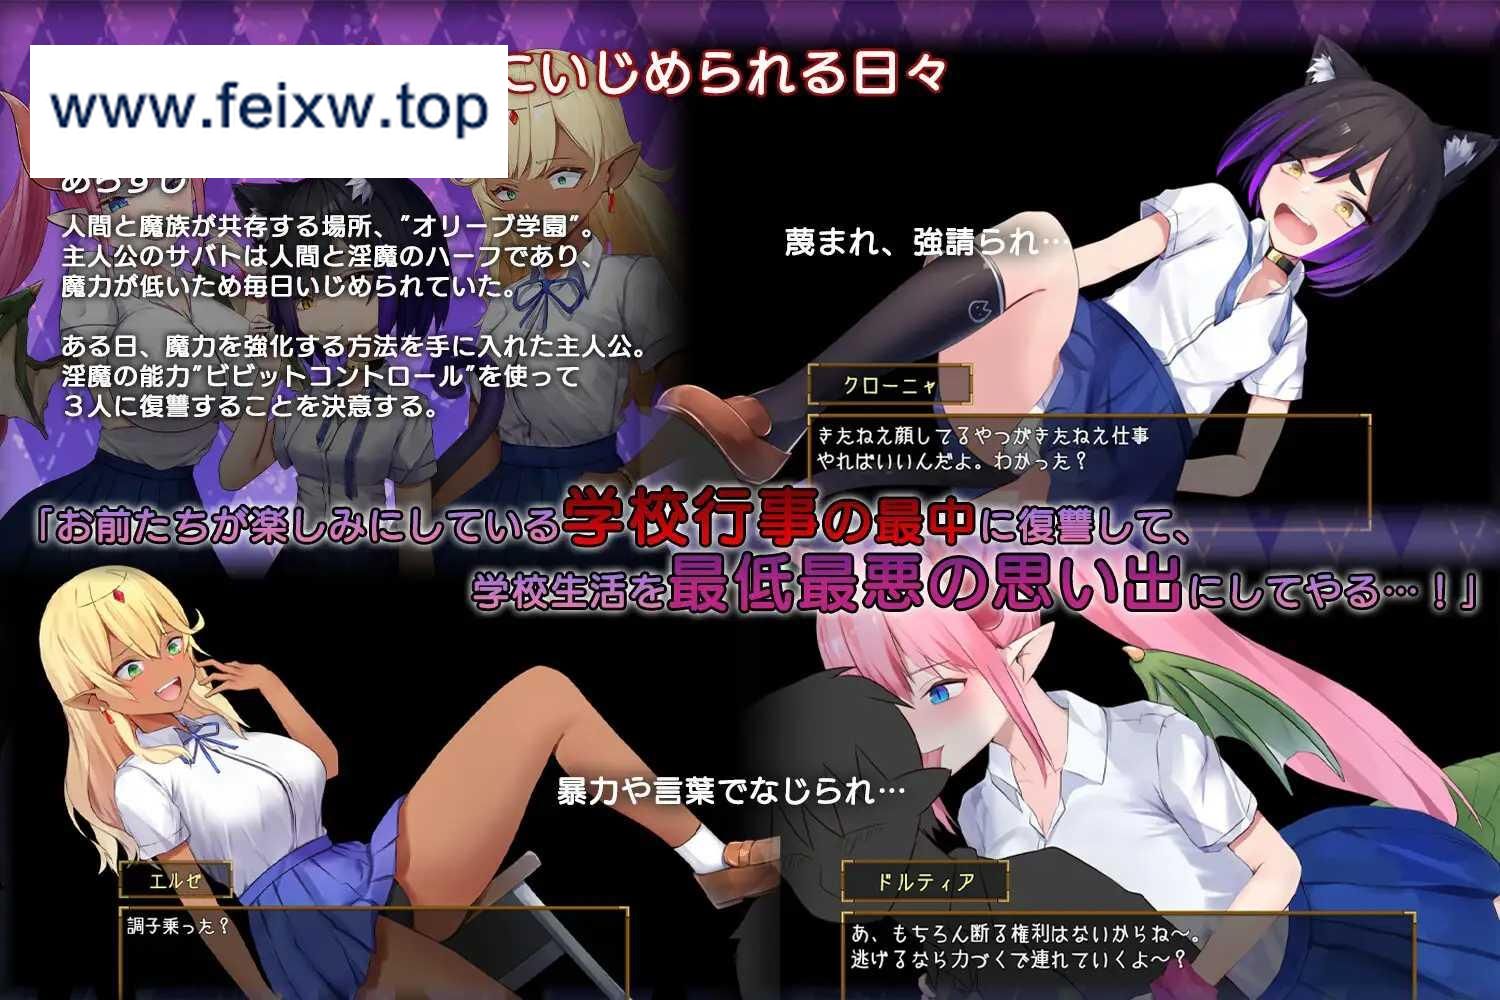 にいじめられる日々
www.feixw.top
あらすじ
人間と魔族が共存する場所、"オリーブ学園"。
主人公のサバトは人間と淫魔のハーフであり、
魔力が低いため毎日いじめられていた。
ある日、魔力を強化する方法を手に入れた主人公。
淫魔の能力"ビビットコントロール"を使って
３人に復讐することを決意する。
蔑まれ、強請られ…
クローニャ
きたねえ顔してるやつがきたねえ仕事
やればいいんだよ。わかった？
「お前たちが楽しみにしている学校行事の最中に復讐して、
学校生活を最低最悪の思い出にしてやる…！」
暴力や言葉でなじられ…
エルゼ
調子乗った？
ドルティア
あ、もちろん断る権利はないからね～。
逃げるなら力づくで連れていくよ～？